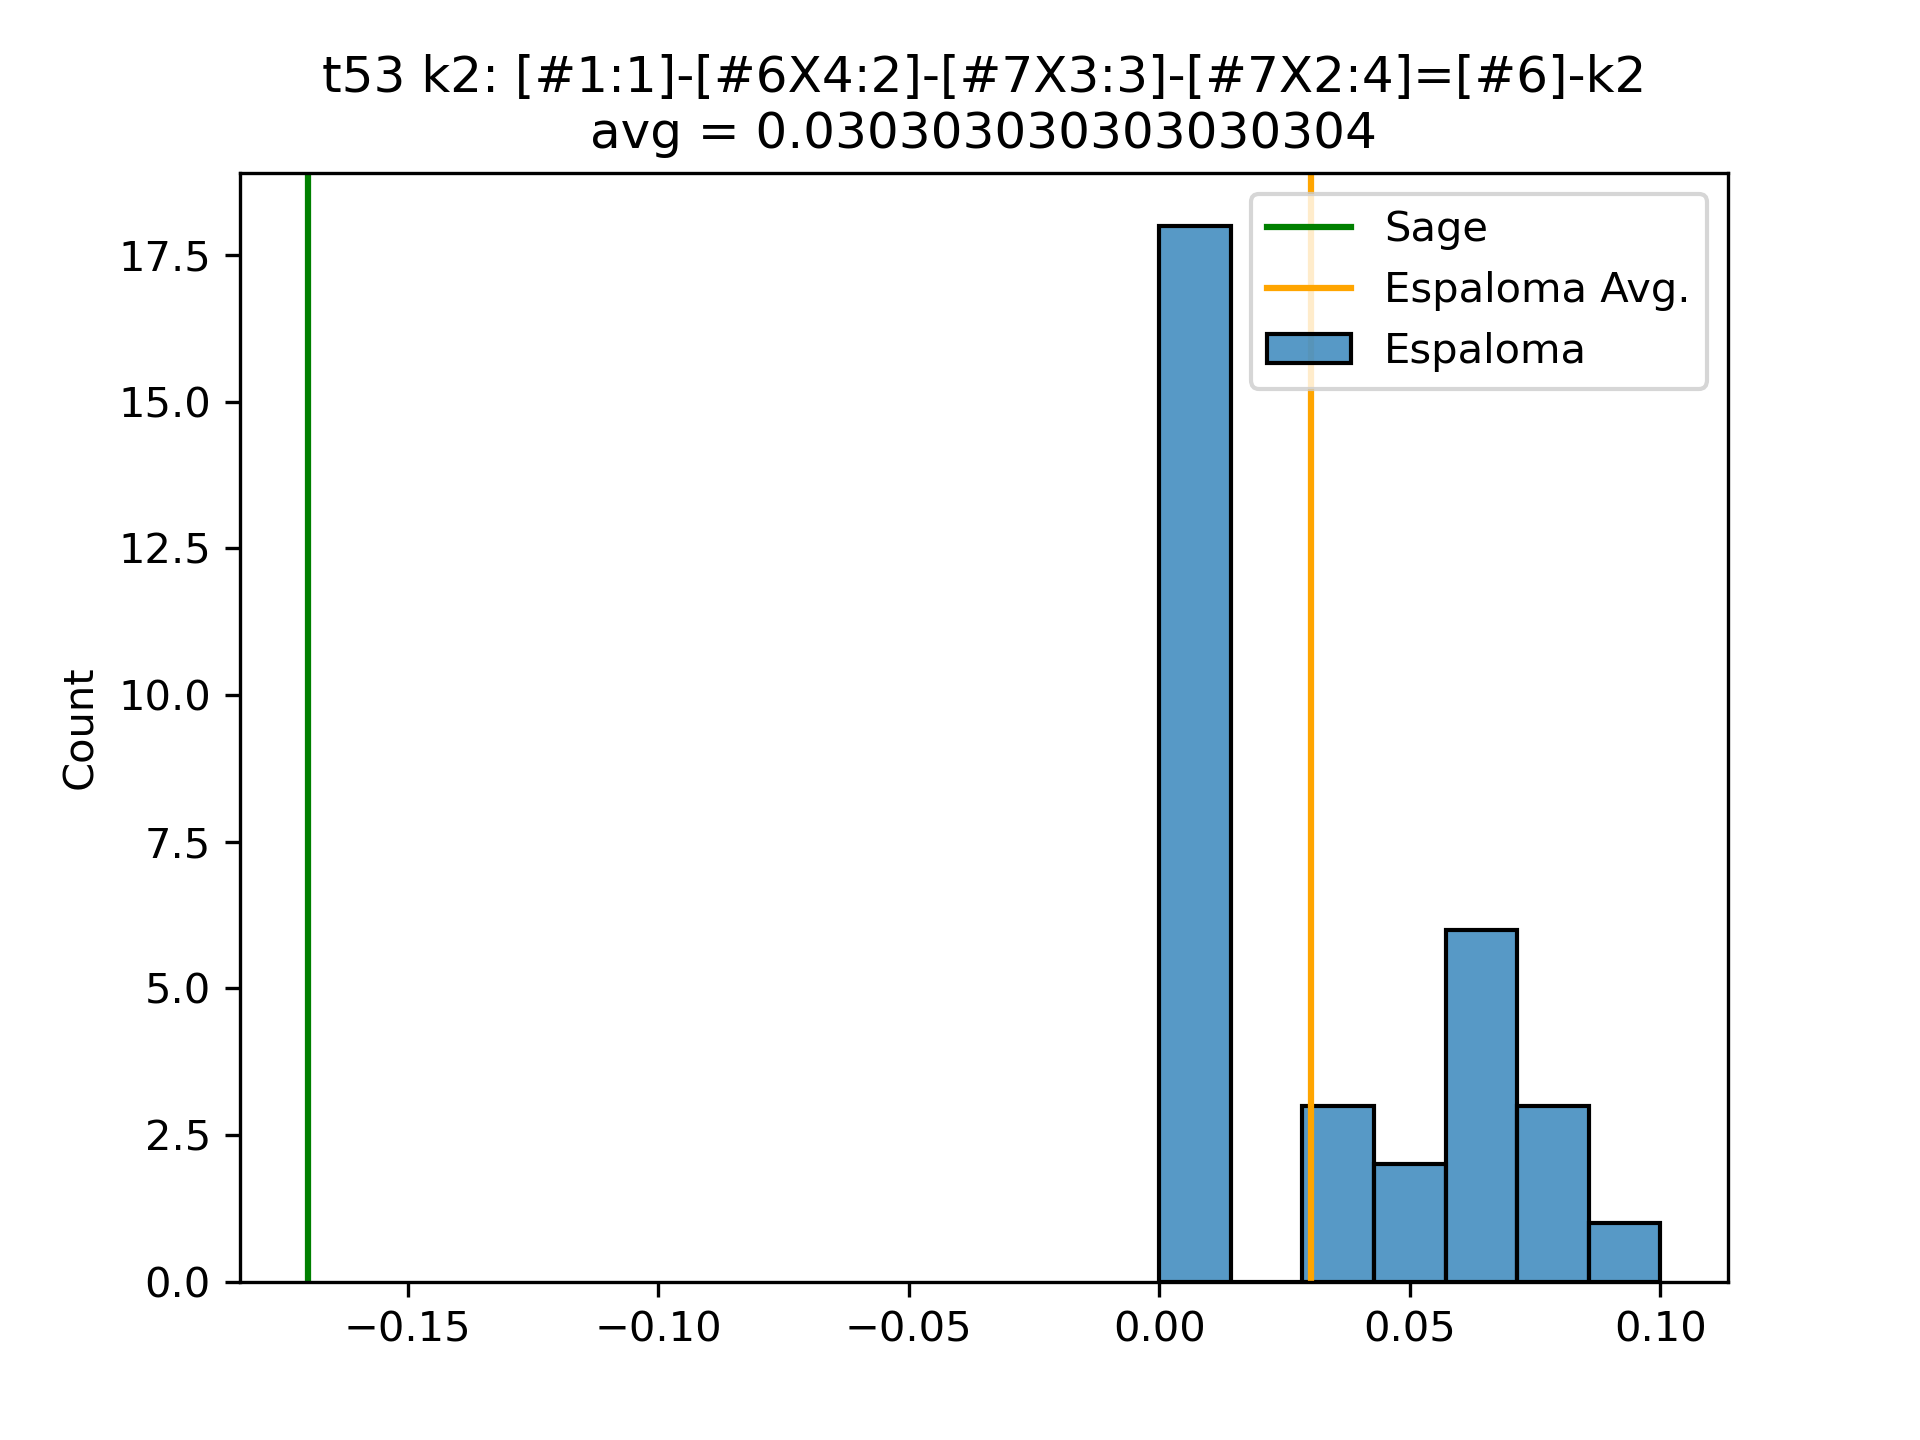 t53 k2: [#1:1]-[#6X4:2]-[#7X3:3]-[#7X2:4]=[#6]-k2
avg = 0.030303030303030304
Sage
Espaloma Avg.
Espaloma
Count
17.5
15.0
12.5
10.0
7.5
5.0
2.5
0.0
−0.15
−0.10
−0.05
0.00
0.05
0.10